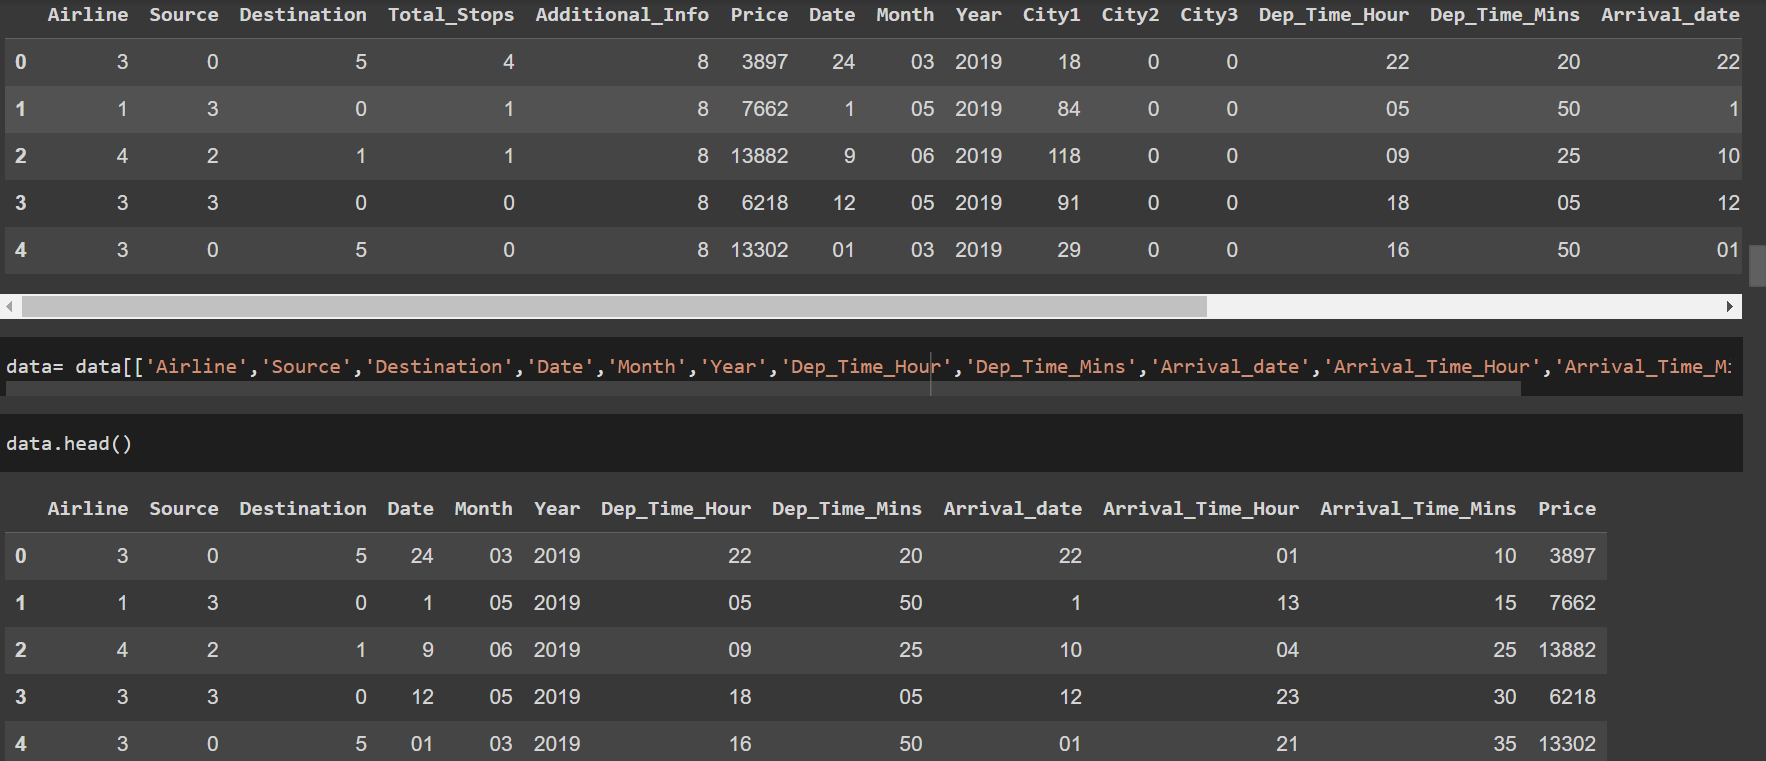 Airline Source Destination Total_Stops Additional_Info Price Date Month Year City1 City2 City3 Dep_Time_Hour Dep_Time_Mins Arrival_date
0 3 0 5 4 8 3897 24 03 2019 18 0 0 22 20 22
1 1 3 0 1 8 7662 1 05 2019 84 0 0 05 50 1
2 4 2 1 1 8 13882 9 06 2019 118 0 0 09 25 10
3 3 3 0 0 8 6218 12 05 2019 91 0 0 18 05 12
4 3 0 5 0 8 13302 01 03 2019 29 0 0 16 50 01
data= data[['Airline','Source','Destination','Date','Month','Year','Dep_Time_Hour','Dep_Time_Mins','Arrival_date','Arrival_Time_Hour','Arrival_Time_Mi
data.head()
Airline Source Destination Date Month Year Dep_Time_Hour Dep_Time_Mins Arrival_date Arrival_Time_Hour Arrival_Time_Mins Price
0 3 0 5 24 03 2019 22 20 22 01 10 3897
1 1 3 0 1 05 2019 05 50 1 13 15 7662
2 4 2 1 9 06 2019 09 25 10 04 25 13882
3 3 3 0 12 05 2019 18 05 12 23 30 6218
4 3 0 5 01 03 2019 16 50 01 21 35 13302